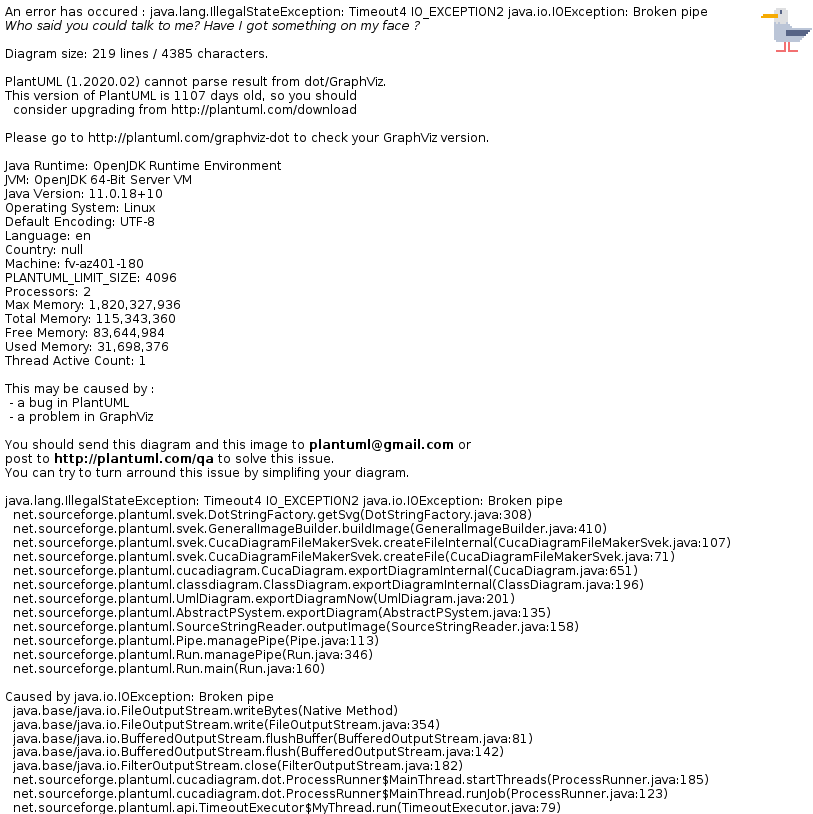 An error has occured : java.lang.IllegalStateException: Timeout4 IO_EXCEPTION2 java.io.IOException: Broken pipe
Who said you could talk to me? Have I got something on my face ?
Diagram size: 219 lines / 4385 characters.
PlantUML (1.2020.02) cannot parse result from dot/GraphViz.
This version of PlantUML is 1107 days old, so you should
consider upgrading from http://plantuml.com/download
Please go to http://plantuml.com/graphviz-dot to check your GraphViz version.
Java Runtime: OpenJDK Runtime Environment
JVM: OpenJDK 64-Bit Server VM
Java Version: 11.0.18+10
Operating System: Linux
Default Encoding: UTF-8
Language: en
Country: null
Machine: fv-az401-180
PLANTUML_LIMIT_SIZE: 4096
Processors: 2
Max Memory: 1,820,327,936
Total Memory: 115,343,360
Free Memory: 83,644,984
Used Memory: 31,698,376
Thread Active Count: 1
This may be caused by :
- a bug in PlantUML
- a problem in GraphViz
You should send this diagram and this image to plantuml@gmail.com or
post to http://plantuml.com/qa to solve this issue.
You can try to turn arround this issue by simplifing your diagram.
java.lang.IllegalStateException: Timeout4 IO_EXCEPTION2 java.io.IOException: Broken pipe
net.sourceforge.plantuml.svek.DotStringFactory.getSvg(DotStringFactory.java:308)
net.sourceforge.plantuml.svek.GeneralImageBuilder.buildImage(GeneralImageBuilder.java:410)
net.sourceforge.plantuml.svek.CucaDiagramFileMakerSvek.createFileInternal(CucaDiagramFileMakerSvek.java:107)
net.sourceforge.plantuml.svek.CucaDiagramFileMakerSvek.createFile(CucaDiagramFileMakerSvek.java:71)
net.sourceforge.plantuml.cucadiagram.CucaDiagram.exportDiagramInternal(CucaDiagram.java:651)
net.sourceforge.plantuml.classdiagram.ClassDiagram.exportDiagramInternal(ClassDiagram.java:196)
net.sourceforge.plantuml.UmlDiagram.exportDiagramNow(UmlDiagram.java:201)
net.sourceforge.plantuml.AbstractPSystem.exportDiagram(AbstractPSystem.java:135)
net.sourceforge.plantuml.SourceStringReader.outputImage(SourceStringReader.java:158)
net.sourceforge.plantuml.Pipe.managePipe(Pipe.java:113)
net.sourceforge.plantuml.Run.managePipe(Run.java:346)
net.sourceforge.plantuml.Run.main(Run.java:160)
Caused by java.io.IOException: Broken pipe
java.base/java.io.FileOutputStream.writeBytes(Native Method)
java.base/java.io.FileOutputStream.write(FileOutputStream.java:354)
java.base/java.io.BufferedOutputStream.flushBuffer(BufferedOutputStream.java:81)
java.base/java.io.BufferedOutputStream.flush(BufferedOutputStream.java:142)
java.base/java.io.FilterOutputStream.close(FilterOutputStream.java:182)
net.sourceforge.plantuml.cucadiagram.dot.ProcessRunner$MainThread.startThreads(ProcessRunner.java:185)
net.sourceforge.plantuml.cucadiagram.dot.ProcessRunner$MainThread.runJob(ProcessRunner.java:123)
net.sourceforge.plantuml.api.TimeoutExecutor$MyThread.run(TimeoutExecutor.java:79)